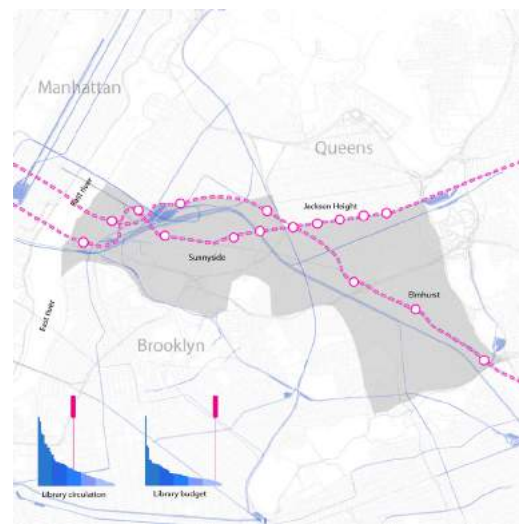 Manhattan
Queens
East river
Jackson Height
Sunnyside
Elmhurst
East river
Brooklyn
Library circulation
Library budget